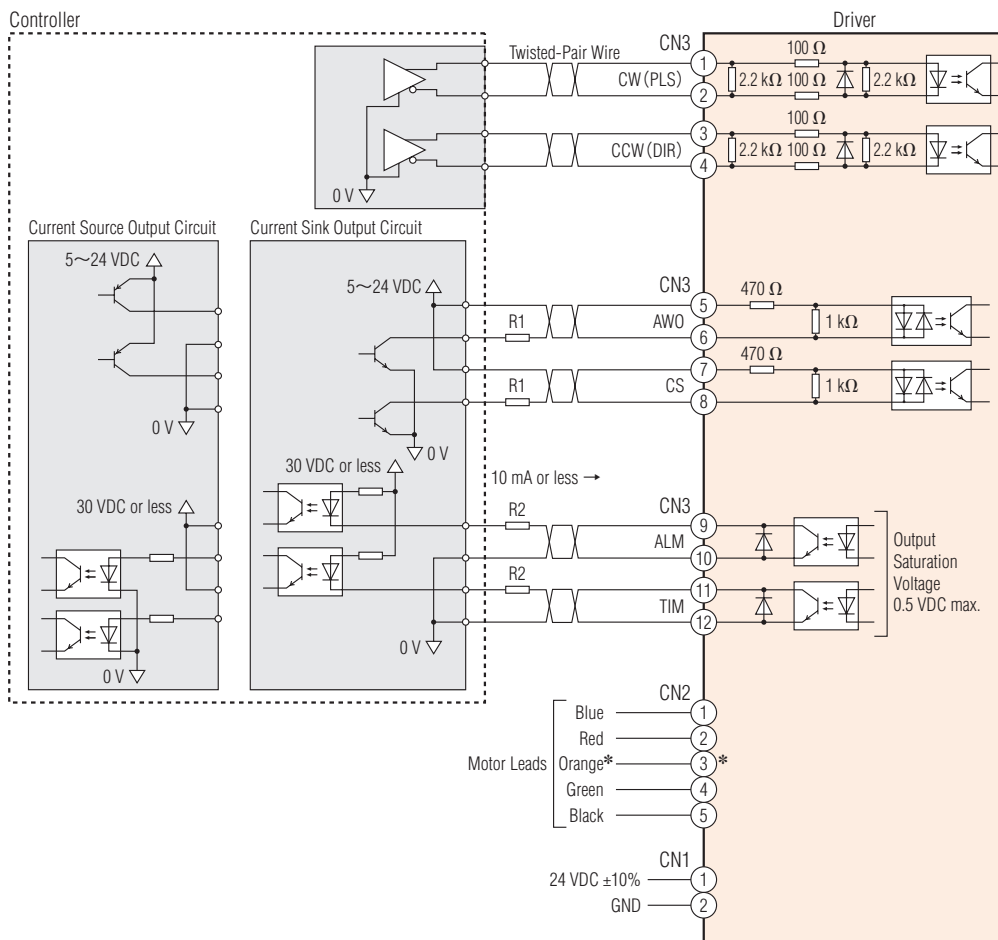 Controller
Driver
Twisted-Pair Wire
CN3
100 Ω
1
CW (PLS)
2.2 kΩ
100 Ω
2.2 kΩ
2
100 Ω
3
CCW (DIR)
2.2 kΩ
100 Ω
2.2 kΩ
4
0 V
Current Source Output Circuit
Current Sink Output Circuit
5～24 VDC
5～24 VDC
CN3
470 Ω
5
R1
AWO
1 kΩ
6
470 Ω
7
R1
CS
1 kΩ
8
0 V
0 V
30 VDC or less
10 mA or less →
30 VDC or less
R2
CN3
9
ALM
10
R2
11
TIM
12
Output
Saturation
Voltage
0.5 VDC max.
0 V
0 V
CN2
Blue
1
Red
2
Motor Leads
Orange*
3
*
Green
4
Black
5
CN1
24 VDC ±10%
1
GND
2